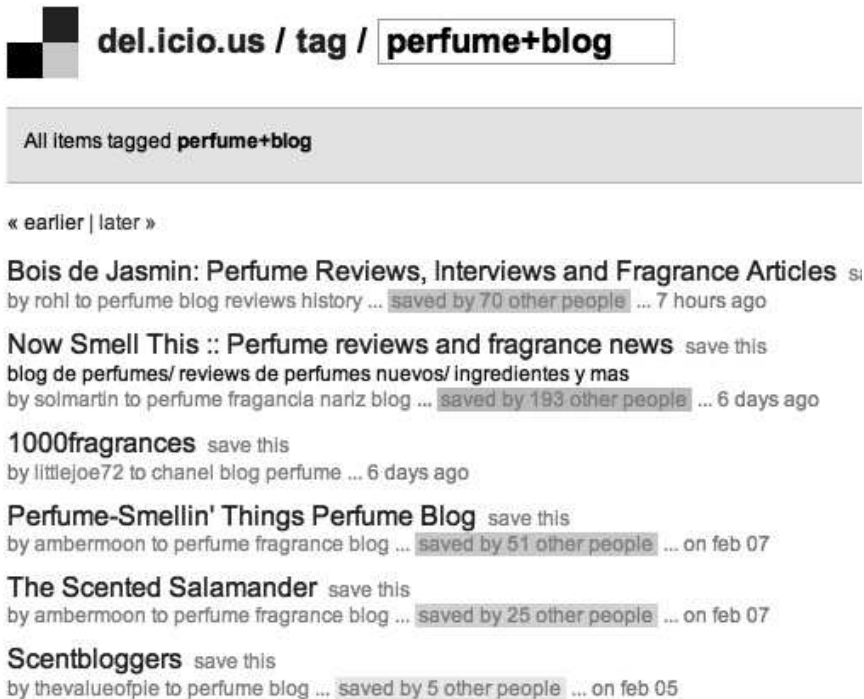 del.icio.us / tag / perfume+blog
All items tagged perfume+blog
« earlier | later »
Bois de Jasmin: Perfume Reviews, Interviews and Fragrance Articles sa
by rohl to perfume blog reviews history ... saved by 70 other people ... 7 hours ago
Now Smell This :: Perfume reviews and fragrance news save this
blog de perfumes/ reviews de perfumes nuevos/ ingredientes y mas
by solmartin to perfume fragancia nariz blog ... saved by 193 other people ... 6 days ago
1000fragrances save this
by littlejoe72 to chanel blog perfume ... 6 days ago
Perfume-Smellin' Things Perfume Blog save this
by ambermoon to perfume fragrance blog ... saved by 51 other people ... on feb 07
The Scented Salamander save this
by ambermoon to perfume fragrance blog ... saved by 25 other people ... on feb 07
Scentbloggers save this
by thevalueofpie to perfume blog ... saved by 5 other people ... on feb 05